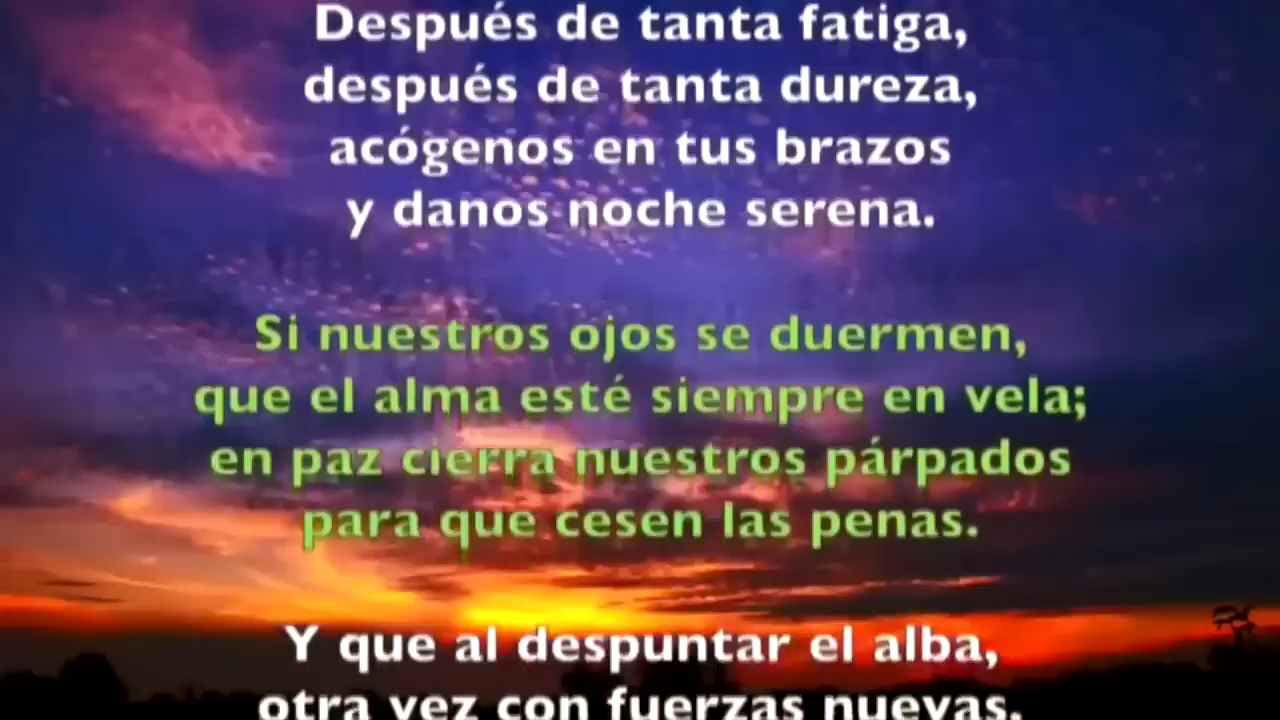 Después de tanta fatiga,
después de tanta dureza,
acógenos en tus brazos
y danos noche serena.
Si nuestros ojos se duermen,
que el alma esté siempre en vela;
en paz cierra nuestros párpados
para que cesen las penas.
Y que al despuntar el alba,
otra vez con fuerzas nuevas,